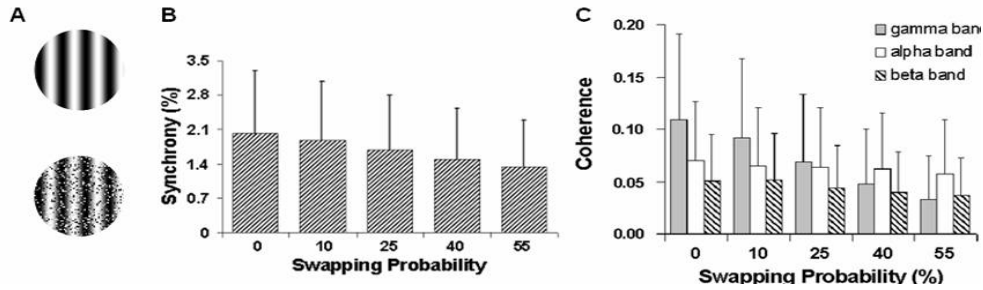 A
B
Synchrony (%)
3.5
2.8
2.1
1.4
0.7
0
0 10 25 40 55
Swapping Probability
C
Coherence
0.20
0.15
0.10
0.05
0.00
gamma band
alpha band
beta band
0 10 25 40 55
Swapping Probability (%)